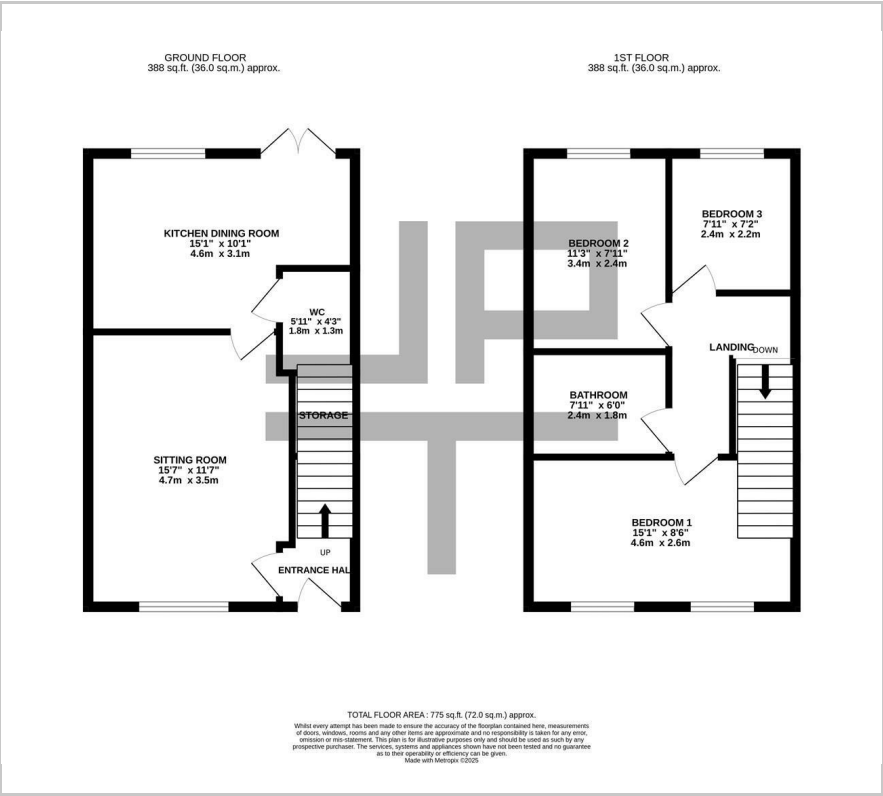 GROUND FLOOR
388 sq.ft. (36.0 sq.m.) approx.
KITCHEN DINING ROOM
15'1" x 10'1"
4.6m x 3.1m
WC
5'11" x 4'3"
1.8m x 1.3m
STORAGE
SITTING ROOM
15'7" x 11'7"
4.7m x 3.5m
UP
ENTRANCE HAL
1ST FLOOR
388 sq.ft. (36.0 sq.m.) approx.
BEDROOM 3
7'11" x 7'2"
2.4m x 2.2m
BEDROOM 2
11'3" x 7'11"
3.4m x 2.4m
LANDING
DOWN
BATHROOM
7'11" x 6'0"
2.4m x 1.8m
BEDROOM 1
15'1" x 8'6"
4.6m x 2.6m
JP
TOTAL FLOOR AREA : 775 sq.ft. (72.0 sq.m.) approx.
Whilst every attempt has been made to ensure the accuracy of the floorplan contained here, measurements
of doors, windows, rooms and any other items are approximate and no responsibility is taken for any error,
omission or mis-statement. This plan is for illustrative purposes only and should be used as such by any
prospective purchaser. The services, systems and appliances shown have not been tested and no guarantee
as to their operability or efficiency can be given.
Made with Metropix ©2025